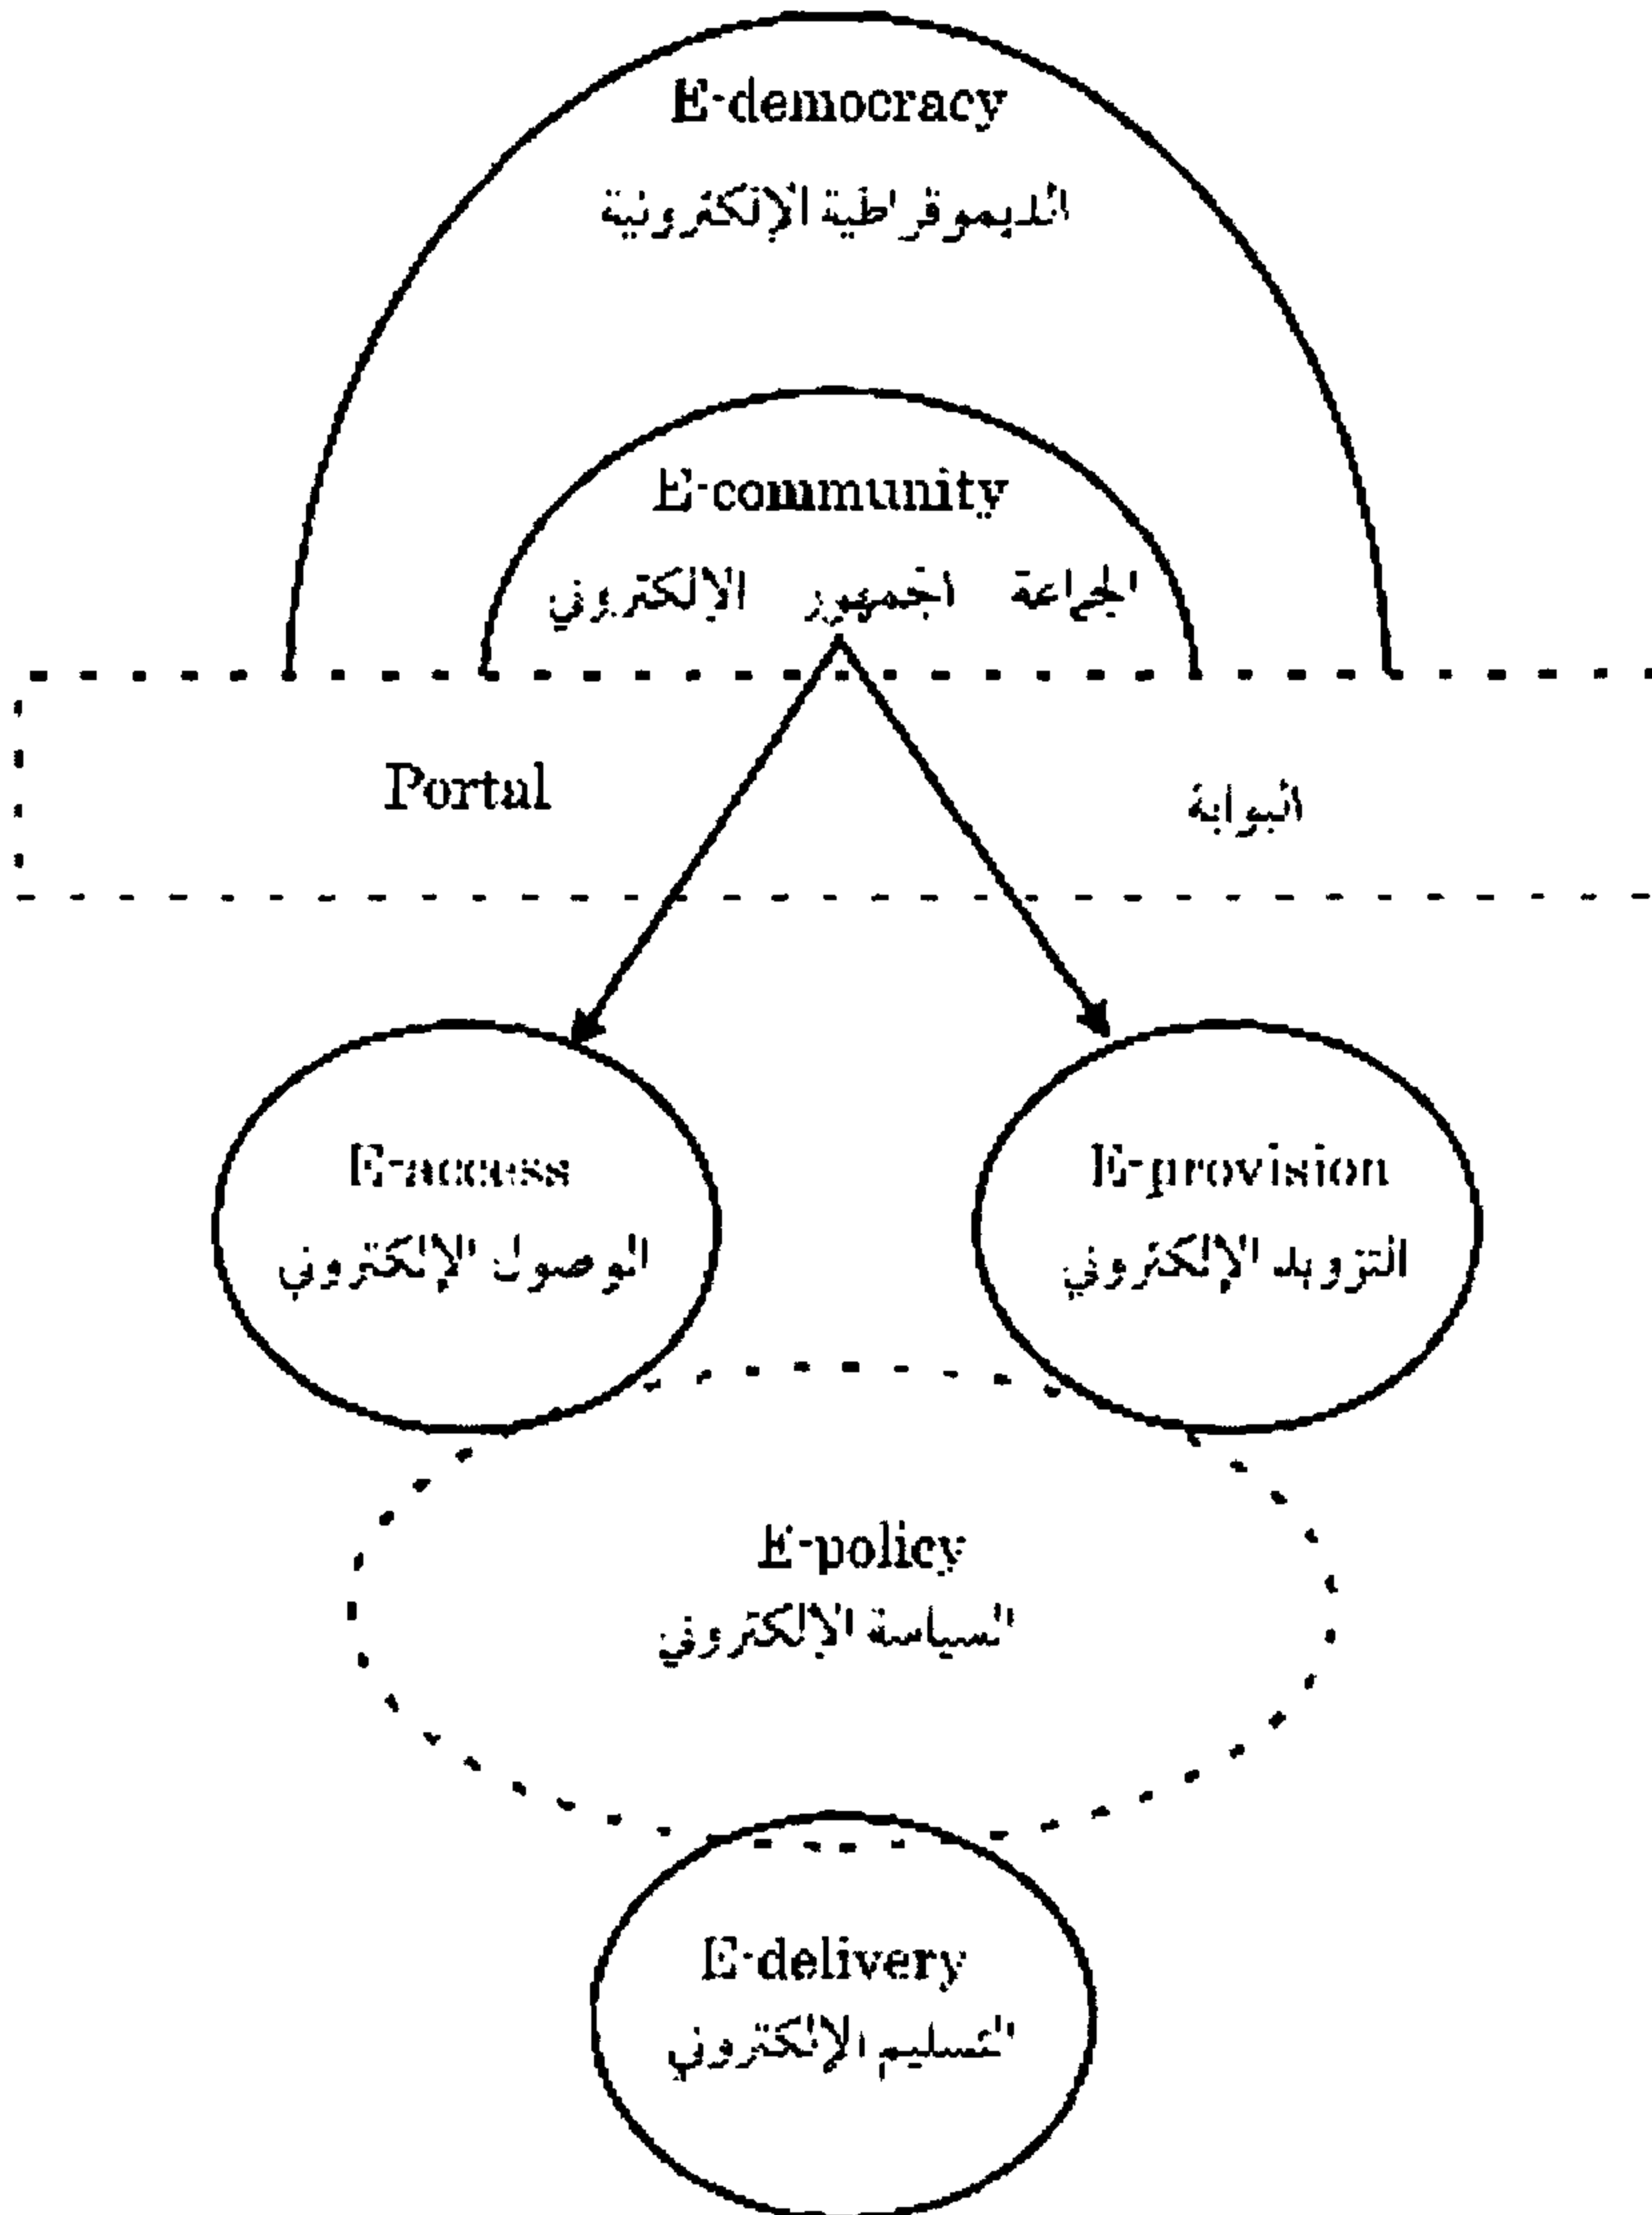 E-democracy
الديموقراطية الإلكترونية
E-community
الجماعة الجمهور الإلكتروني
Portal البوابة
E-access
الوصول الإلكتروني
E-provision
التزويد الإلكتروني
E-policy
السياسة الإلكتروني
E-delivery
التسليم الإلكتروني